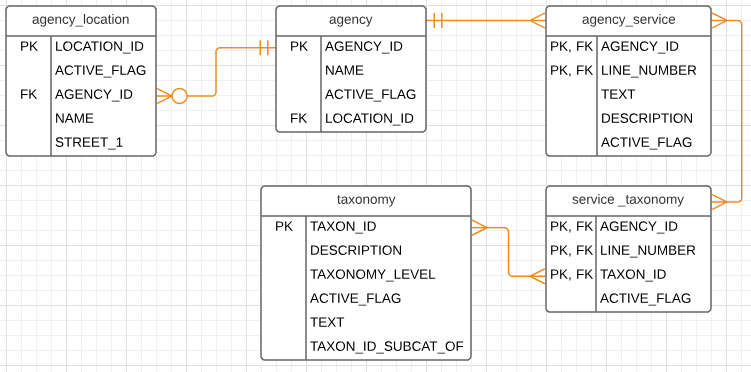 agency_location
PK LOCATION_ID
ACTIVE_FLAG
FK AGENCY_ID
NAME
STREET_1
agency
PK AGENCY_ID
NAME
ACTIVE_FLAG
FK LOCATION_ID
agency_service
PK, FK AGENCY_ID
PK, FK LINE_NUMBER
TEXT
DESCRIPTION
ACTIVE_FLAG
taxonomy
PK TAXON_ID
DESCRIPTION
TAXONOMY_LEVEL
ACTIVE_FLAG
TEXT
TAXON_ID_SUBCAT_OF
service _taxonomy
PK, FK AGENCY_ID
PK, FK LINE_NUMBER
PK, FK TAXON_ID
ACTIVE_FLAG